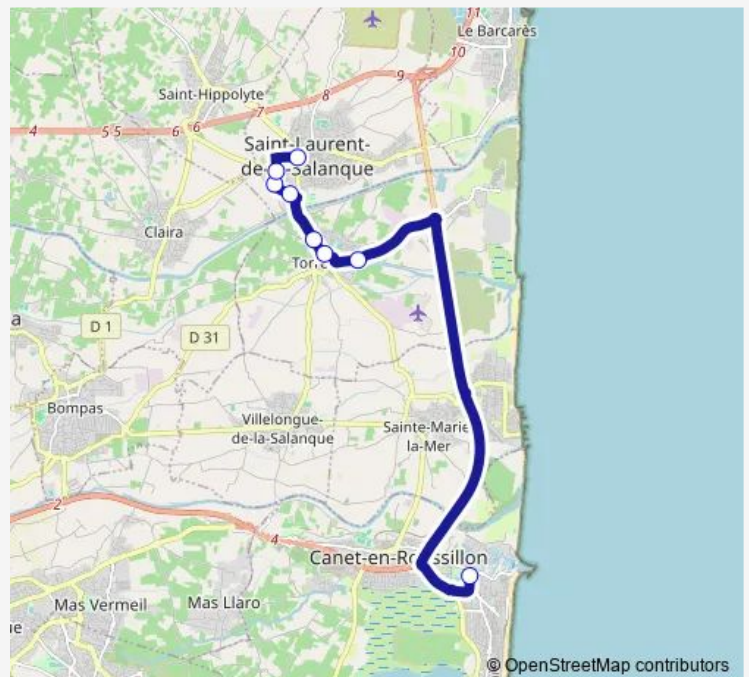 Le Barcarès
11
10
9
Saint-Hippolyte
8
7
4
5 5
6
6
Saint-Laurent-
de-la-Salanque
Claira
Torre
D 1
D 31
Bompas
Villelongue-
de-la-Salanque
Sainte-Marie
la-Mer
2
4
Canet-en-Roussillon
Mas Vermeil
Mas Llaro
© OpenStreetMap contributors